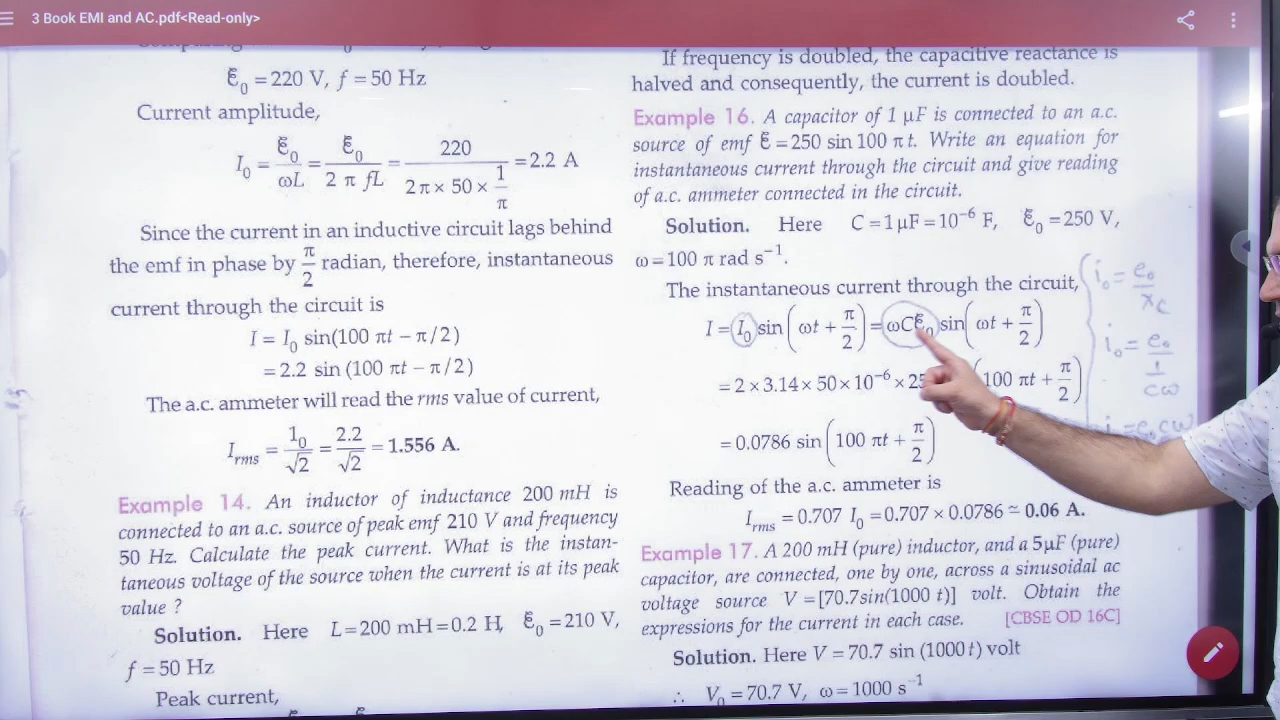 3 Book EMI and AC.pdf<Read-only>
ℰ₀ = 220 V, f = 50 Hz
Current amplitude,
I₀ = ℰ₀/ωL = ℰ₀/2 π fL = 220/(2π × 50 × 1/π) = 2.2 A
Since the current in an inductive circuit lags behind
the emf in phase by π/2 radian, therefore, instantaneous
current through the circuit is
I = I₀ sin(100 πt − π/2)
= 2.2 sin (100 πt − π/2)
The a.c. ammeter will read the rms value of current,
I_rms = I₀/√2 = 2.2/√2 = 1.556 A.
Example 14. An inductor of inductance 200 mH is
connected to an a.c. source of peak emf 210 V and frequency
50 Hz. Calculate the peak current. What is the instan-
taneous voltage of the source when the current is at its peak
value ?
Solution. Here L = 200 mH = 0.2 H, ℰ₀ = 210 V,
f = 50 Hz
Peak current,
If frequency is doubled, the capacitive reactance is
halved and consequently, the current is doubled.
Example 16. A capacitor of 1 μF is connected to an a.c.
source of emf ℰ = 250 sin 100 π t. Write an equation for
instantaneous current through the circuit and give reading
of a.c. ammeter connected in the circuit.
Solution. Here C = 1 μF = 10⁻⁶ F, ℰ₀ = 250 V,
ω = 100 π rad s⁻¹.
The instantaneous current through the circuit,
I = I₀ sin (ωt + π/2) = ωCℰ₀ sin (ωt + π/2)
= 2 × 3.14 × 50 × 10⁻⁶ × 25 (100 πt + π/2)
= 0.0786 sin (100 πt + π/2)
Reading of the a.c. ammeter is
I_rms = 0.707 I₀ = 0.707 × 0.0786 ≃ 0.06 A.
Example 17. A 200 mH (pure) inductor, and a 5μF (pure)
capacitor, are connected, one by one, across a sinusoidal ac
voltage source V = [70.7sin(1000 t)] volt. Obtain the
expressions for the current in each case. [CBSE OD 16C]
Solution. Here V = 70.7 sin (1000t) volt
∴ V₀ = 70.7 V, ω = 1000 s⁻¹
i₀ = e₀/Xc
i₀ = e₀/(1/cω)
= e₀cω